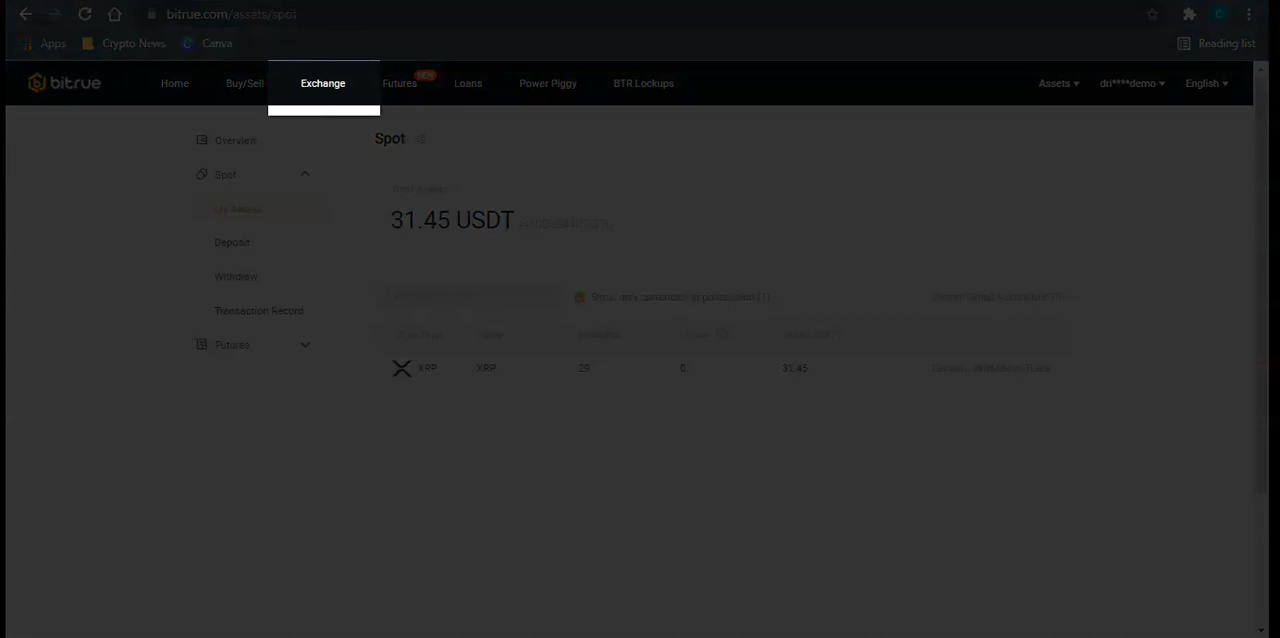 bitrue.com/assets/spot
Apps Crypto News Canva Reading list
bitrue Home Buy/Sell Exchange Futures NEW Loans Power Piggy BTR Lockups Assets dri****demo English
Overview
Spot
Spot
31.45 USDT
Deposit
Withdraw
Transaction Record
Futures
XRP XRP 29 0 31.45